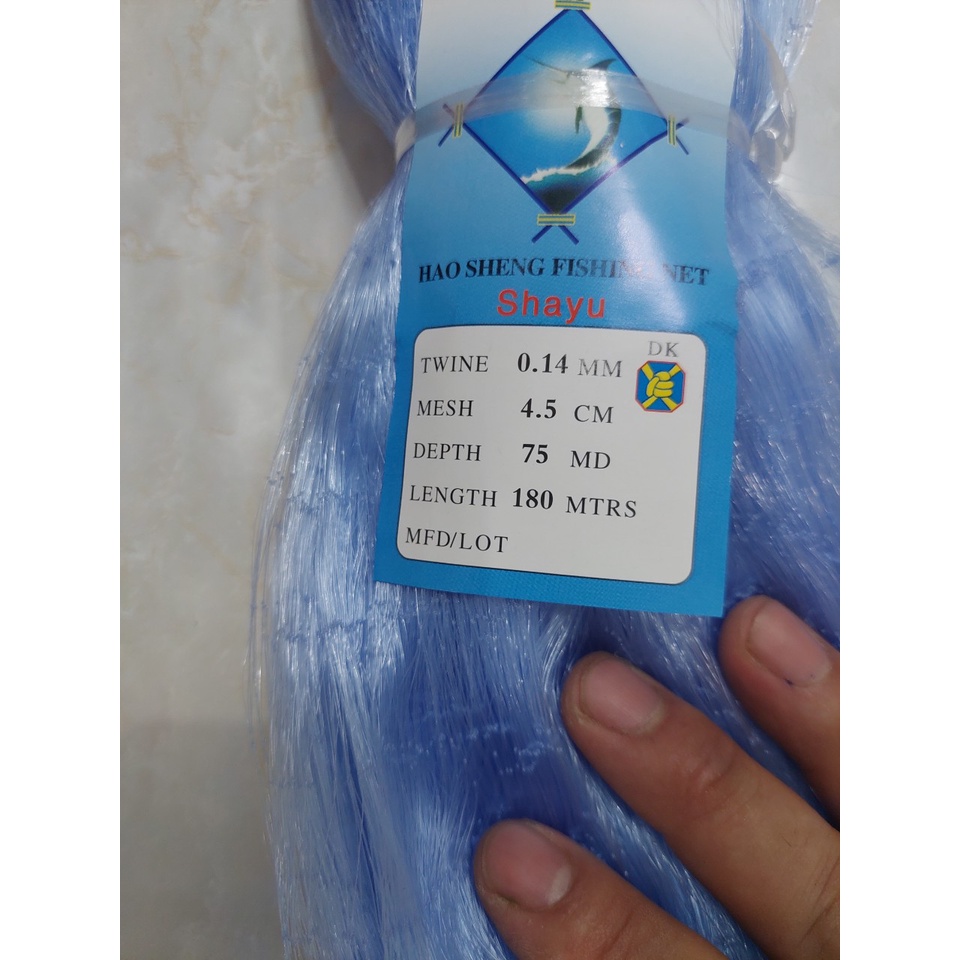 HAO SHENG FISHING NET
Shayu
DK
TWINE 0.14 MM
MESH 4.5 CM
DEPTH 75 MD
LENGTH 180 MTRS
MFD/LOT